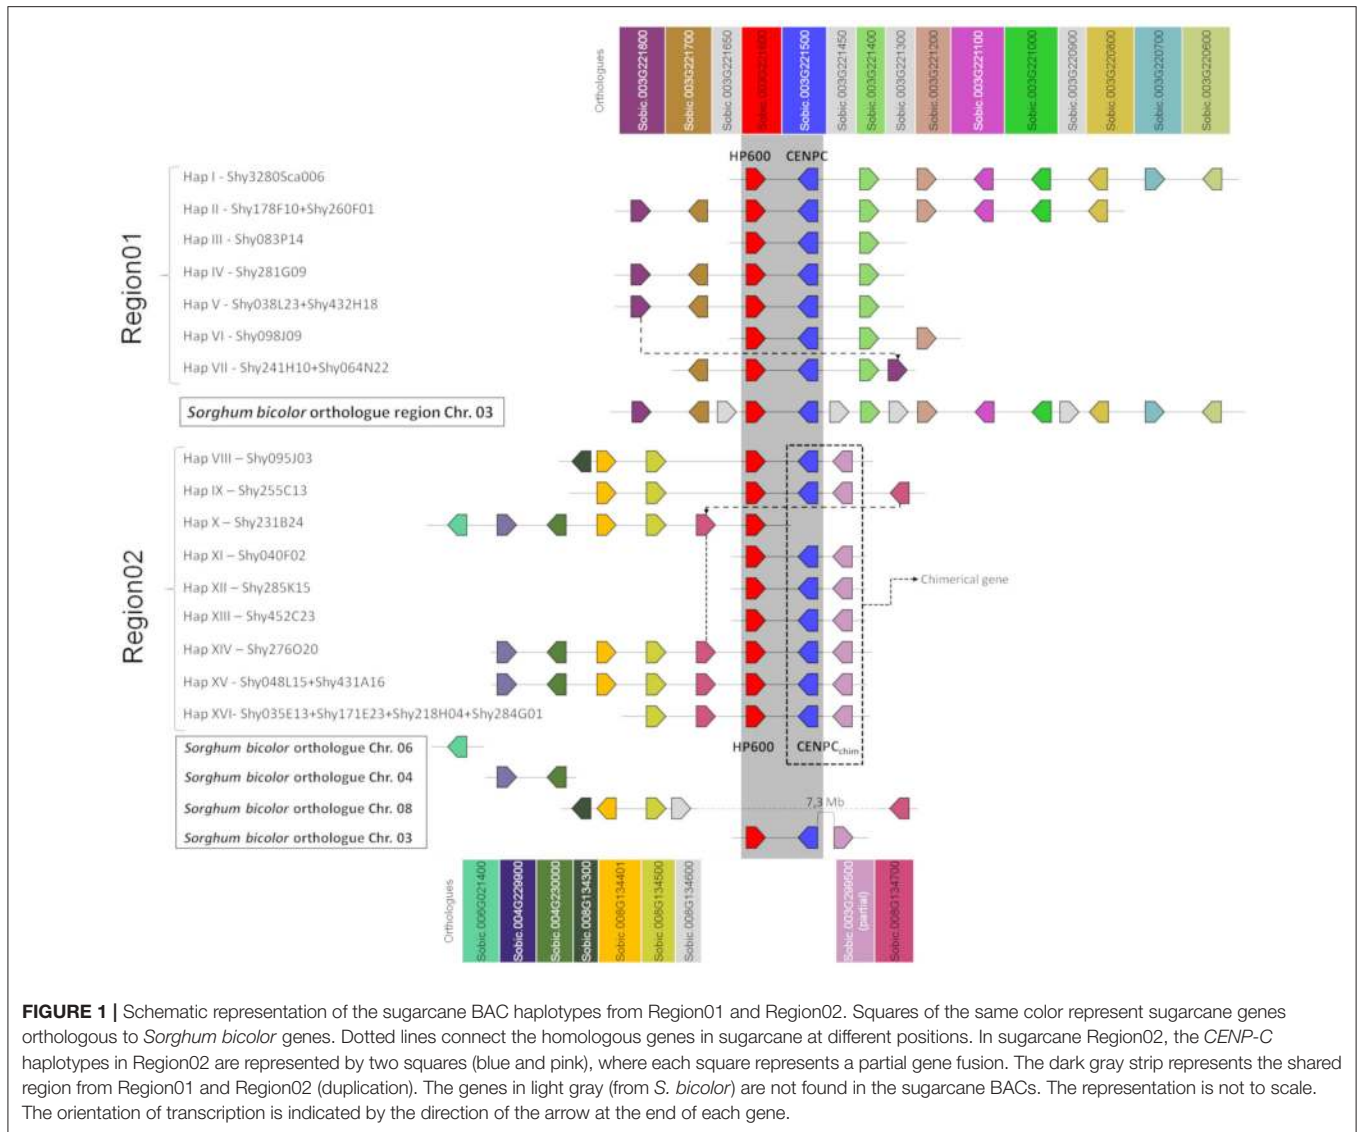 Orthologues
Sobic.003G221800
Sobic.003G221700
Sobic.003G221650
Sobic.003G221600
Sobic.003G221500
Sobic.003G221450
Sobic.003G221400
Sobic.003G221300
Sobic.003G221200
Sobic.003G221100
Sobic.003G221000
Sobic.003G220900
Sobic.003G220800
Sobic.003G220700
Sobic.003G220600
HP600 CENPC
Region01
Hap I - Shy3280Sca006
Hap II - Shy178F10+Shy260F01
Hap III - Shy083P14
Hap IV - Shy281G09
Hap V - Shy038L23+Shy432H18
Hap VI - Shy098J09
Hap VII - Shy241H10+Shy064N22
Sorghum bicolor orthologue region Chr. 03
Region02
Hap VIII – Shy095J03
Hap IX – Shy255C13
Hap X – Shy231B24
Hap XI – Shy040F02
Hap XII – Shy285K15
Hap XIII – Shy452C23
Hap XIV – Shy276O20
Hap XV - Shy048L15+Shy431A16
Hap XVI- Shy035E13+Shy171E23+Shy218H04+Shy284G01
Chimerical gene
HP600 CENPCchim
Sorghum bicolor orthologue Chr. 06
Sorghum bicolor orthologue Chr. 04
Sorghum bicolor orthologue Chr. 08
7,3 Mb
Sorghum bicolor orthologue Chr. 03
Orthologues
Sobic.006G021400
Sobic.004G229900
Sobic.004G230000
Sobic.008G134300
Sobic.008G134401
Sobic.008G134500
Sobic.008G134600
Sobic.003G299500
(partial)
Sobic.008G134700
FIGURE 1 | Schematic representation of the sugarcane BAC haplotypes from Region01 and Region02. Squares of the same color represent sugarcane genes
orthologous to Sorghum bicolor genes. Dotted lines connect the homologous genes in sugarcane at different positions. In sugarcane Region02, the CENP-C
haplotypes in Region02 are represented by two squares (blue and pink), where each square represents a partial gene fusion. The dark gray strip represents the shared
region from Region01 and Region02 (duplication). The genes in light gray (from S. bicolor) are not found in the sugarcane BACs. The representation is not to scale.
The orientation of transcription is indicated by the direction of the arrow at the end of each gene.